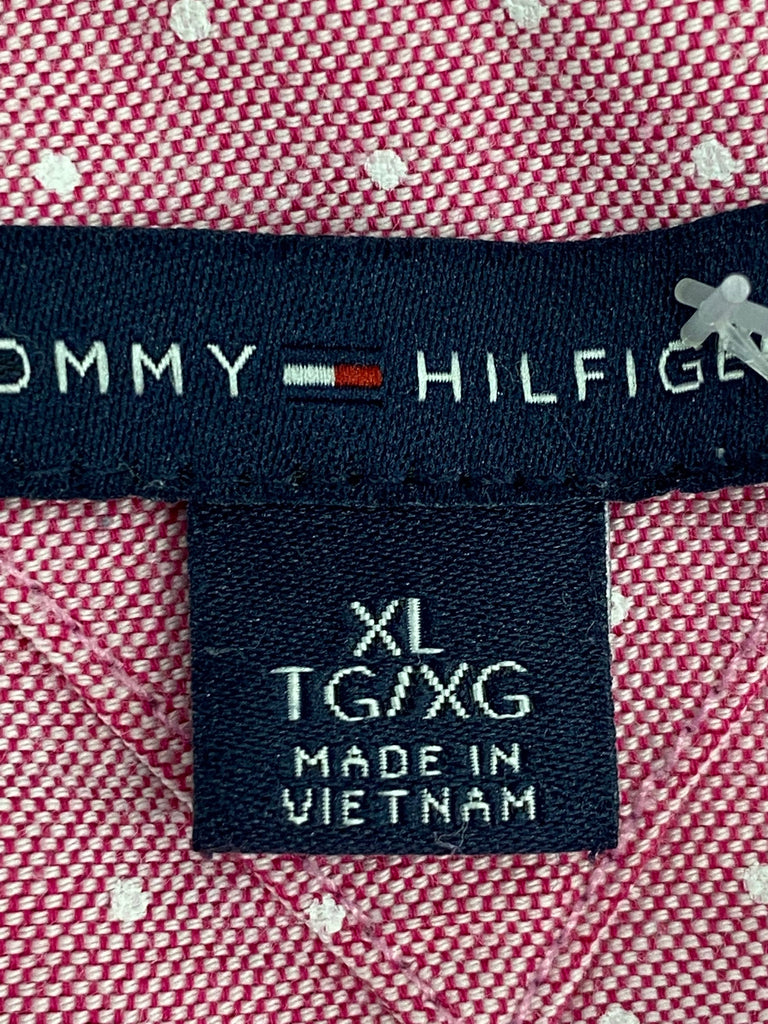 OMMY HILFIGE
XL
TG/XG
MADE IN
VIETNAM